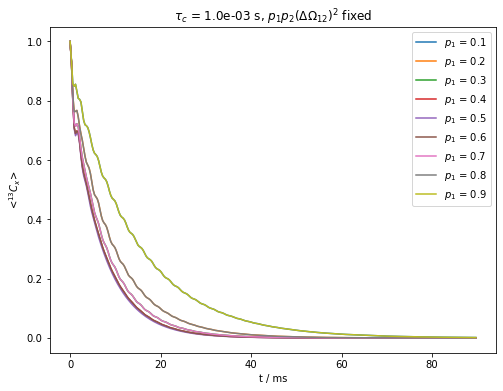 τc = 1.0e-03 s, p1p2(ΔΩ12)² fixed
1.0
0.8
0.6
0.4
0.2
0.0
<¹³Cx>
0
20
40
60
80
t / ms
p1 = 0.1
p1 = 0.2
p1 = 0.3
p1 = 0.4
p1 = 0.5
p1 = 0.6
p1 = 0.7
p1 = 0.8
p1 = 0.9